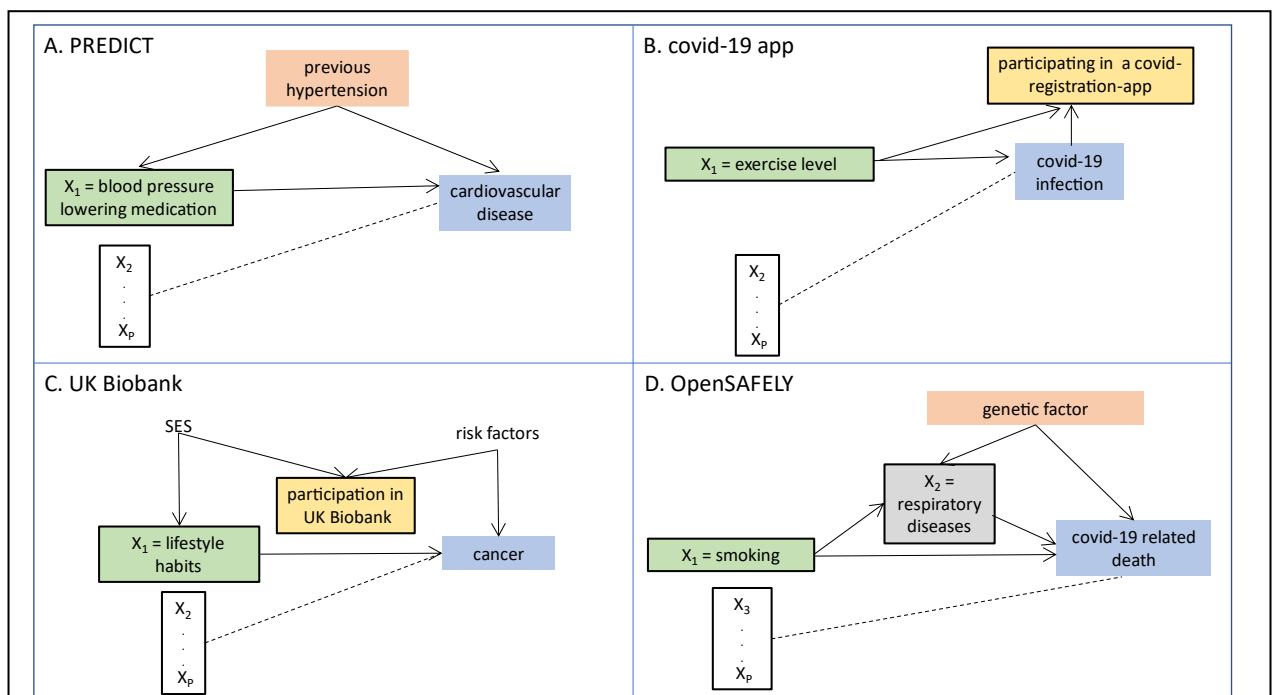 A. PREDICT
previous
hypertension
X₁ = blood pressure
lowering medication
cardiovascular
disease
X₂
.
.
.
Xₚ
B. covid-19 app
participating in a covid-
registration-app
X₁ = exercise level
covid-19
infection
X₂
.
.
.
Xₚ
C. UK Biobank
SES
risk factors
participation in
UK Biobank
X₁ = lifestyle
habits
cancer
X₂
.
.
.
Xₚ
D. OpenSAFELY
genetic factor
X₂ =
respiratory
diseases
X₁ = smoking
covid-19 related
death
X₃
.
.
.
Xₚ